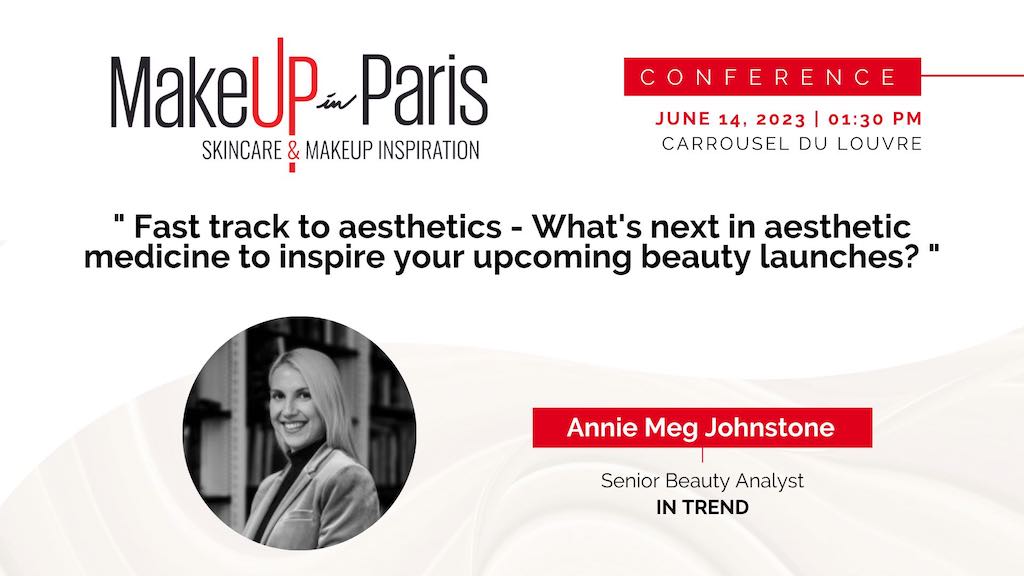 MakeUP in Paris
SKINCARE & MAKEUP INSPIRATION
CONFERENCE
JUNE 14, 2023 | 01:30 PM
CARROUSEL DU LOUVRE
" Fast track to aesthetics - What's next in aesthetic
medicine to inspire your upcoming beauty launches? "
Annie Meg Johnstone
Senior Beauty Analyst
IN TREND